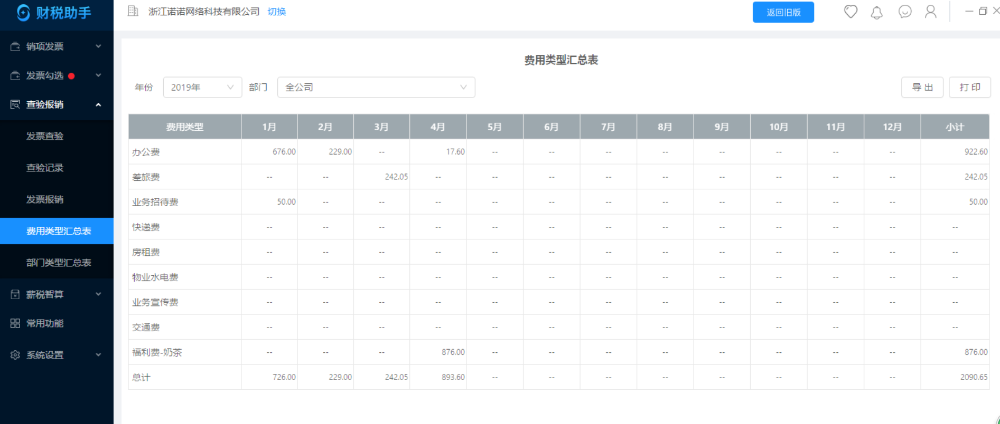 财税助手
浙江诺诺网络科技有限公司 切换
返回旧版
销项发票
发票勾选
查验报销
发票查验
查验记录
发票报销
费用类型汇总表
部门类型汇总表
薪税智算
常用功能
系统设置
费用类型汇总表
年份 2019年 部门 全公司 导出 打印
费用类型 1月 2月 3月 4月 5月 6月 7月 8月 9月 10月 11月 12月 小计
办公费 676.00 229.00 -- 17.60 -- -- -- -- -- -- -- -- 922.60
差旅费 -- -- 242.05 -- -- -- -- -- -- -- -- -- 242.05
业务招待费 50.00 -- -- -- -- -- -- -- -- -- -- -- 50.00
快递费 -- -- -- -- -- -- -- -- -- -- -- -- --
房租费 -- -- -- -- -- -- -- -- -- -- -- -- --
物业水电费 -- -- -- -- -- -- -- -- -- -- -- -- --
业务宣传费 -- -- -- -- -- -- -- -- -- -- -- -- --
交通费 -- -- -- -- -- -- -- -- -- -- -- -- --
福利费-奶茶 -- -- -- 876.00 -- -- -- -- -- -- -- -- 876.00
总计 726.00 229.00 242.05 893.60 -- -- -- -- -- -- -- -- 2090.65